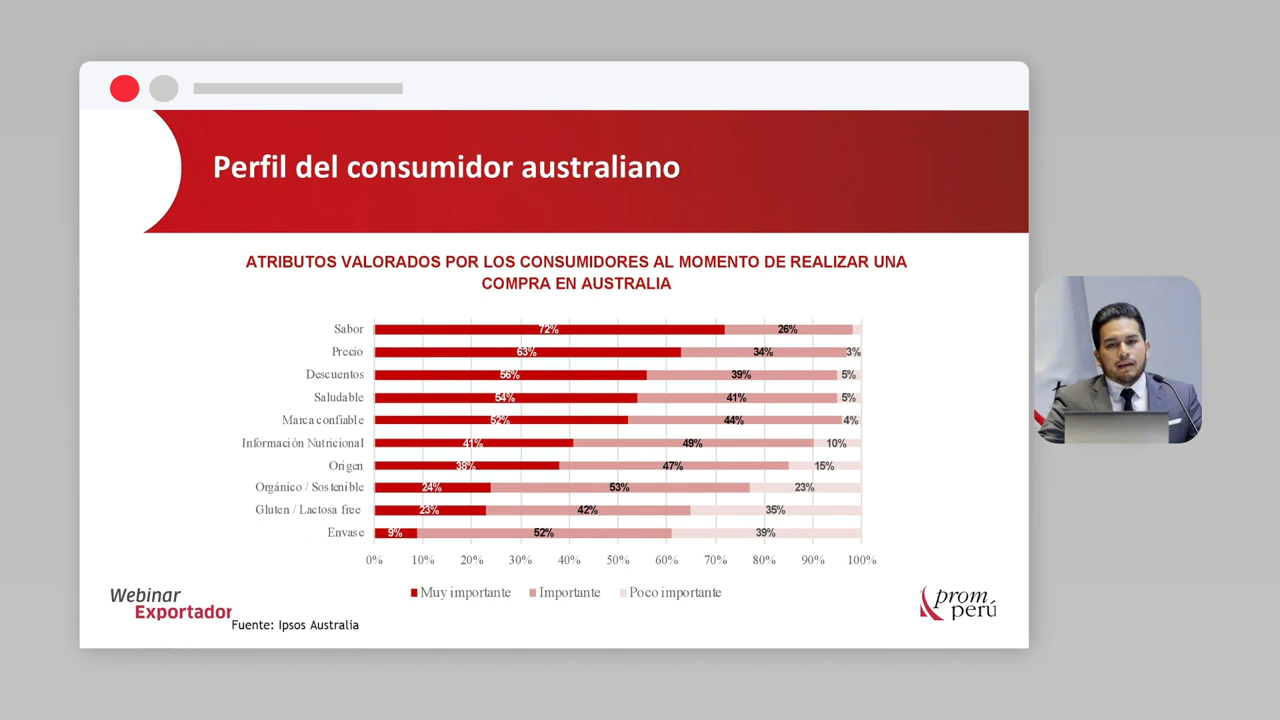 Perfil del consumidor australiano
ATRIBUTOS VALORADOS POR LOS CONSUMIDORES AL MOMENTO DE REALIZAR UNA
COMPRA EN AUSTRALIA
Sabor 72% 26%
Precio 63% 34% 3%
Descuentos 56% 39% 5%
Saludable 54% 41% 5%
Marca confiable 52% 44% 4%
Información Nutricional 41% 49% 10%
Origen 38% 47% 15%
Orgánico / Sostenible 24% 53% 23%
Gluten / Lactosa free 23% 42% 35%
Envase 9% 52% 39%
0% 10% 20% 30% 40% 50% 60% 70% 80% 90% 100%
Muy importante Importante Poco importante
Webinar
Exportador
Fuente: Ipsos Australia
prom
perú